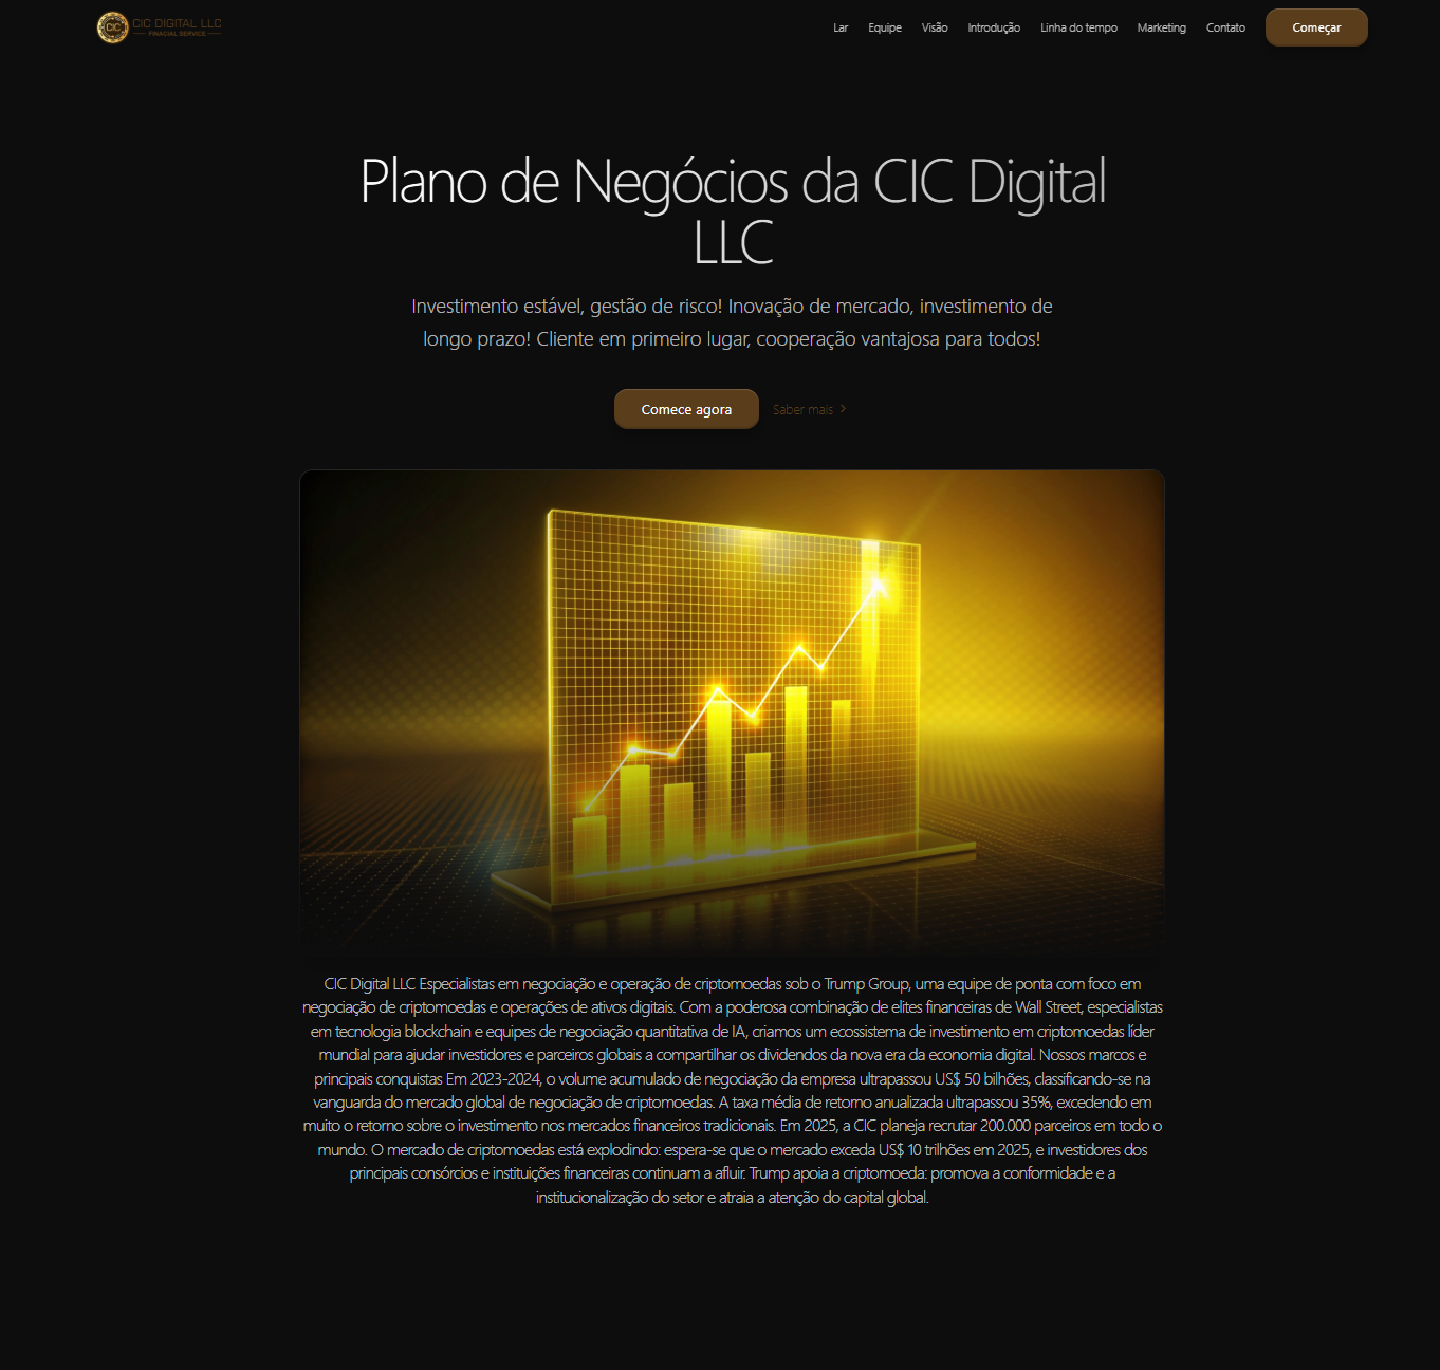 CIC DIGITAL LLC
FINACIAL SERVICE
Lar Equipe Visão Introdução Linha do tempo Marketing Contato Começar
Plano de Negócios da CIC Digital
LLC
Investimento estável, gestão de risco! Inovação de mercado, investimento de
longo prazo! Cliente em primeiro lugar, cooperação vantajosa para todos!
Comece agora Saber mais >
CIC Digital LLC Especialistas em negociação e operação de criptomoedas sob o Trump Group, uma equipe de ponta com foco em
negociação de criptomoedas e operações de ativos digitais. Com a poderosa combinação de elites financeiras de Wall Street, especialistas
em tecnologia blockchain e equipes de negociação quantitativa de IA, criamos um ecossistema de investimento em criptomoedas líder
mundial para ajudar investidores e parceiros globais a compartilhar os dividendos da nova era da economia digital. Nossos marcos e
principais conquistas Em 2023-2024, o volume acumulado de negociação da empresa ultrapassou US$ 50 bilhões, classificando-se na
vanguarda do mercado global de negociação de criptomoedas. A taxa média de retorno anualizada ultrapassou 35%, excedendo em
muito o retorno sobre o investimento nos mercados financeiros tradicionais. Em 2025, a CIC planeja recrutar 200.000 parceiros em todo o
mundo. O mercado de criptomoedas está explodindo: espera-se que o mercado exceda US$ 10 trilhões em 2025, e investidores dos
principais consórcios e instituições financeiras continuam a afluir. Trump apoia a criptomoeda: promova a conformidade e a
institucionalização do setor e atraia a atenção do capital global.